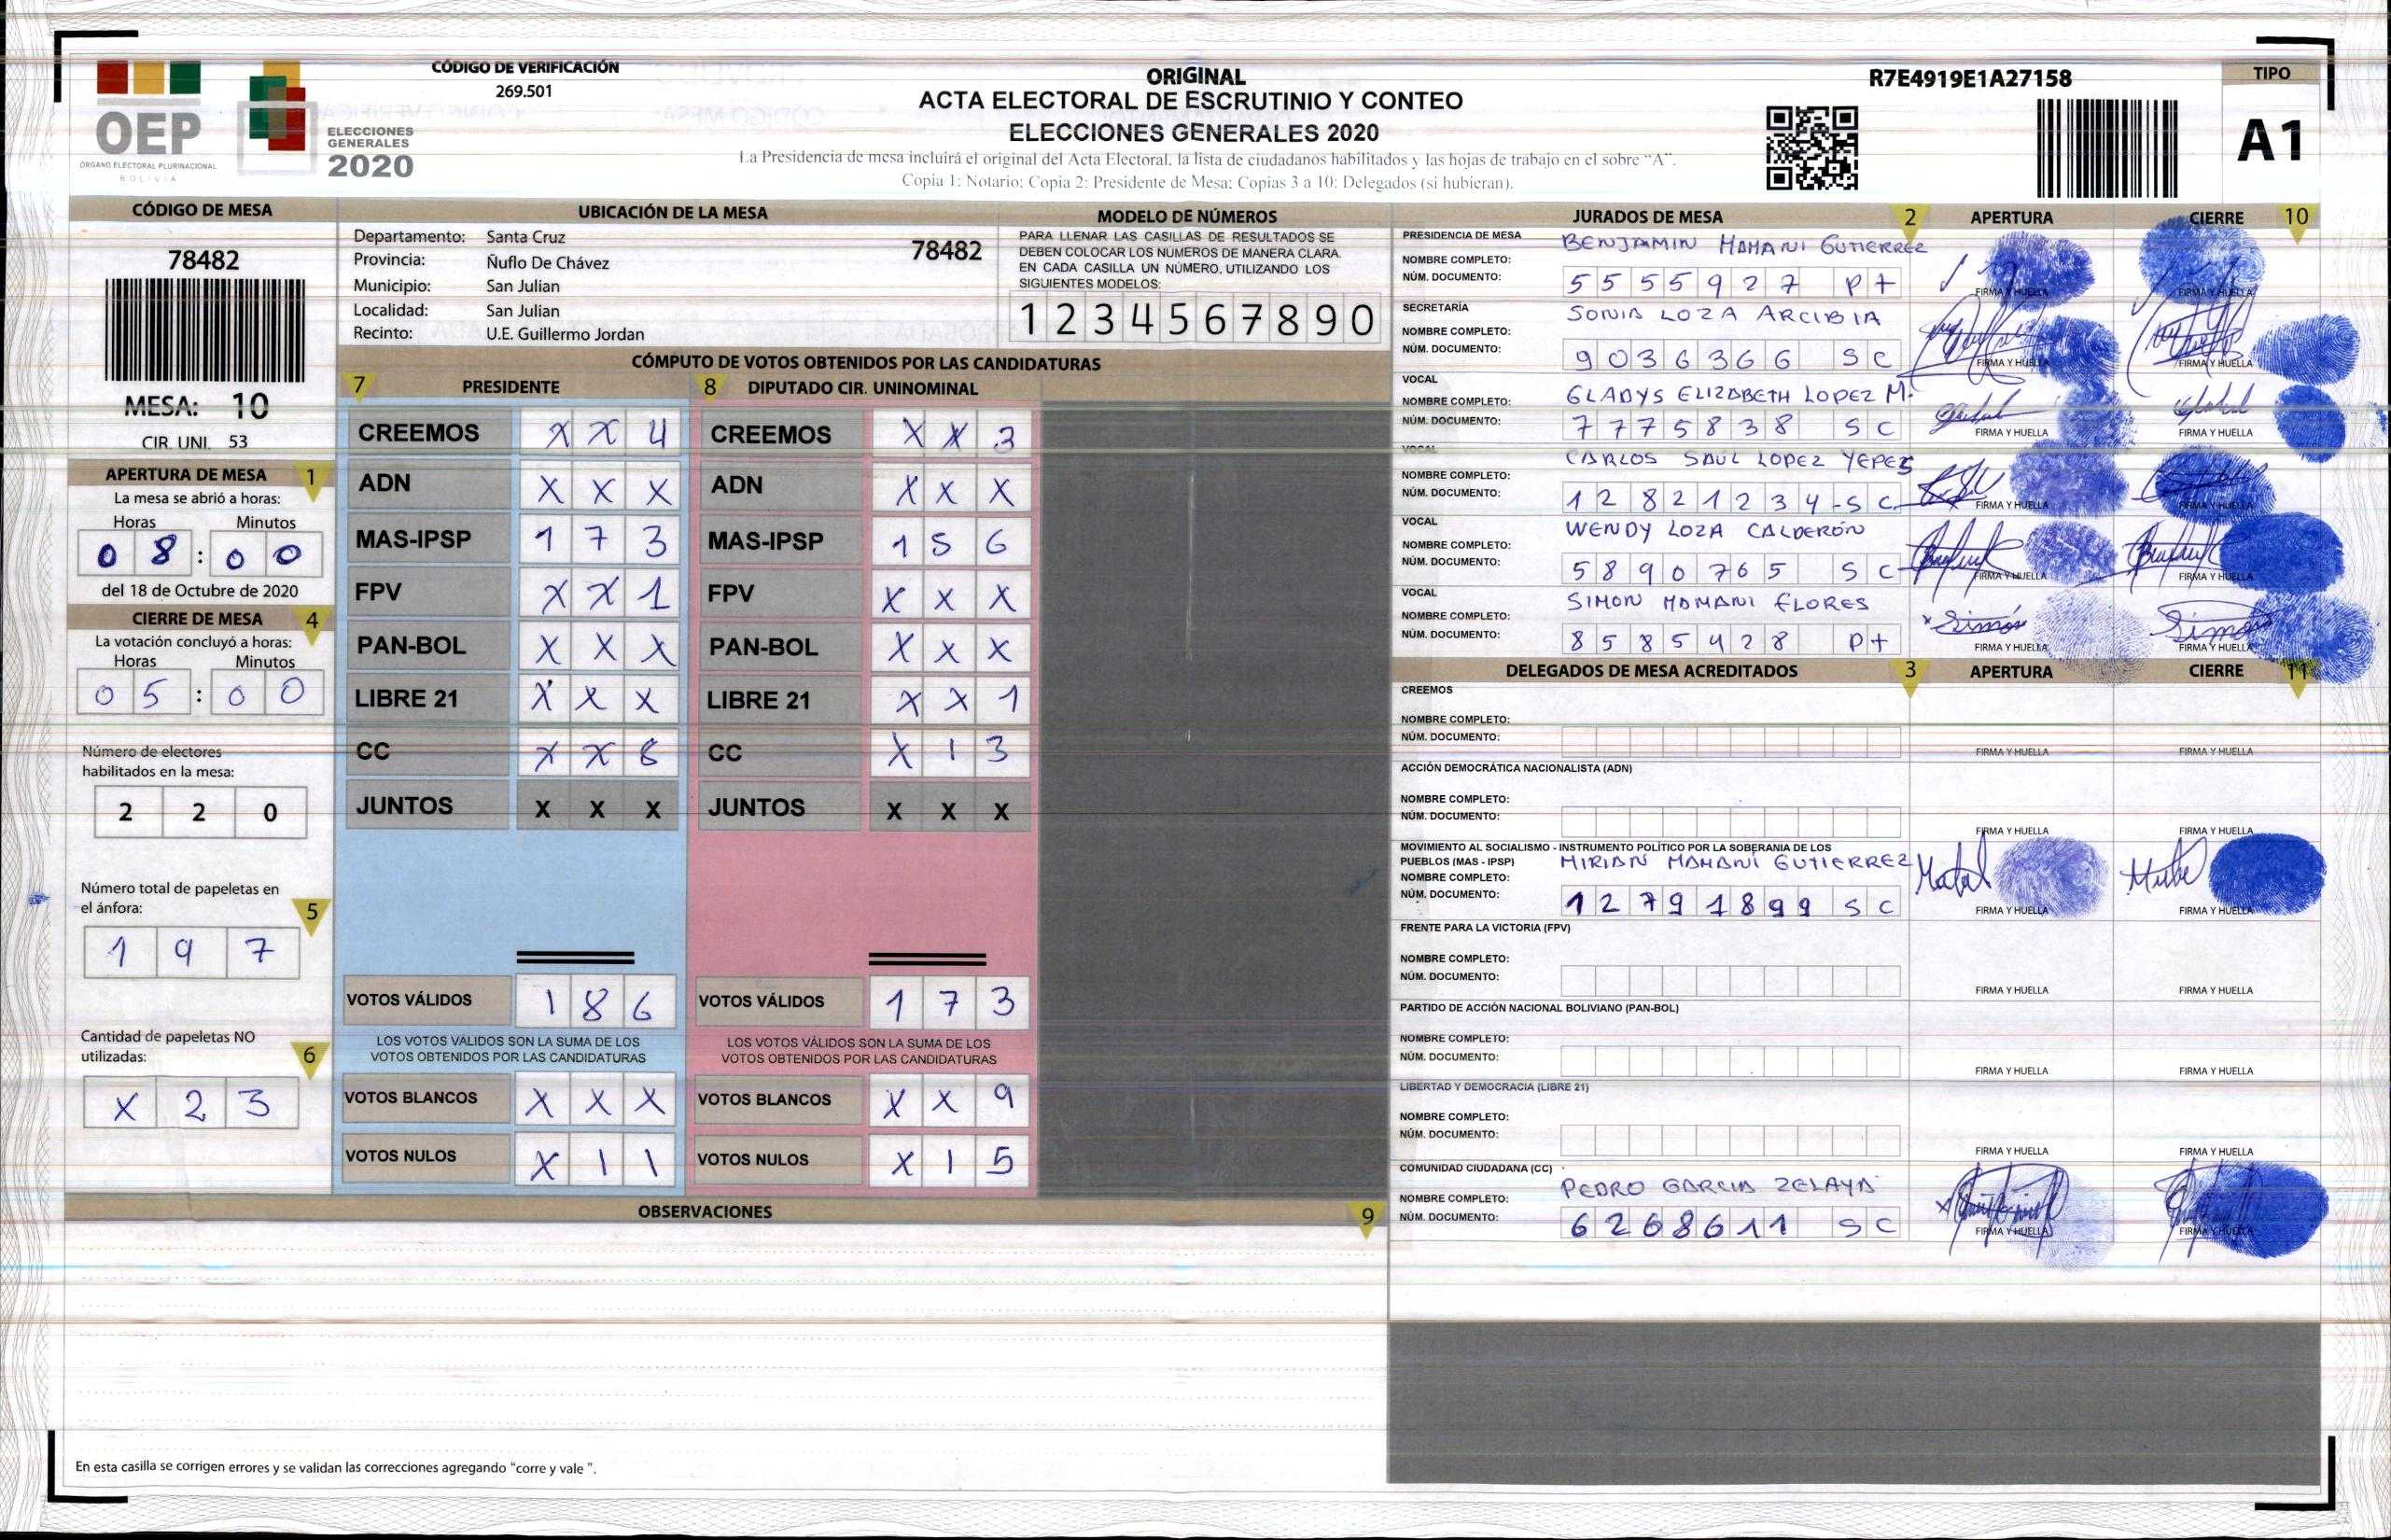 CÓDIGO DE VERIFICACIÓN
269.501
OEP
ÓRGANO ELECTORAL PLURINACIONAL
BOLIVIA
ELECCIONES
GENERALES
2020
ORIGINAL
ACTA ELECTORAL DE ESCRUTINIO Y CONTEO
ELECCIONES GENERALES 2020
La Presidencia de mesa incluirá el original del Acta Electoral, la lista de ciudadanos habilitados y las hojas de trabajo en el sobre “A”.
Copia 1: Notario; Copia 2: Presidente de Mesa; Copias 3 a 10: Delegados (si hubieran).
R7E4919E1A27158
TIPO
A1
CÓDIGO DE MESA
78482
MESA: 10
CIR. UNI. 53
APERTURA DE MESA 1
La mesa se abrió a horas:
Horas Minutos
0 8 : 0 0
del 18 de Octubre de 2020
CIERRE DE MESA 4
La votación concluyó a horas:
Horas Minutos
0 5 : 0 0
Número de electores
habilitados en la mesa:
2 2 0
Número total de papeletas en
el ánfora: 5
1 9 7
Cantidad de papeletas NO
utilizadas: 6
X 2 3
UBICACIÓN DE LA MESA
Departamento: Santa Cruz
78482
Provincia: Ñuflo De Chávez
Municipio: San Julian
Localidad: San Julian
Recinto: U.E. Guillermo Jordan
MODELO DE NÚMEROS
PARA LLENAR LAS CASILLAS DE RESULTADOS SE
DEBEN COLOCAR LOS NÚMEROS DE MANERA CLARA.
EN CADA CASILLA UN NÚMERO, UTILIZANDO LOS
SIGUIENTES MODELOS:
1 2 3 4 5 6 7 8 9 0
CÓMPUTO DE VOTOS OBTENIDOS POR LAS CANDIDATURAS
7 PRESIDENTE 8 DIPUTADO CIR. UNINOMINAL
CREEMOS X X 4 CREEMOS X X 3
ADN X X X ADN X X X
MAS-IPSP 1 7 3 MAS-IPSP 1 5 6
FPV X X 1 FPV X X X
PAN-BOL X X X PAN-BOL X X X
LIBRE 21 X X X LIBRE 21 X X 1
CC X X 8 CC X 1 3
JUNTOS X X X JUNTOS X X X
VOTOS VÁLIDOS 1 8 6 VOTOS VÁLIDOS 1 7 3
LOS VOTOS VÁLIDOS SON LA SUMA DE LOS
VOTOS OBTENIDOS POR LAS CANDIDATURAS
LOS VOTOS VÁLIDOS SON LA SUMA DE LOS
VOTOS OBTENIDOS POR LAS CANDIDATURAS
VOTOS BLANCOS X X X VOTOS BLANCOS X X 9
VOTOS NULOS X 1 1 VOTOS NULOS X 1 5
OBSERVACIONES 9
En esta casilla se corrigen errores y se validan las correcciones agregando “corre y vale ”.
JURADOS DE MESA 2 APERTURA CIERRE 10
PRESIDENCIA DE MESA
BENJAMIN MAMANI GUTIERREZ
NOMBRE COMPLETO:
NÚM. DOCUMENTO: 5 5 5 5 9 2 7 P t
FIRMA Y HUELLA FIRMA Y HUELLA
SECRETARÍA
SONIA LOZA ARCIBIA
NOMBRE COMPLETO:
NÚM. DOCUMENTO: 9 0 3 6 3 6 6 S C
FIRMA Y HUELLA FIRMA Y HUELLA
VOCAL
GLADYS ELIZABETH LOPEZ M.
NOMBRE COMPLETO:
NÚM. DOCUMENTO: 7 7 7 5 8 3 8 S C
FIRMA Y HUELLA FIRMA Y HUELLA
VOCAL
CARLOS SAUL LOPEZ YEPES
NOMBRE COMPLETO:
NÚM. DOCUMENTO: 1 2 8 2 1 2 3 4 - S C
FIRMA Y HUELLA FIRMA Y HUELLA
VOCAL
WENDY LOZA CALDERÓN
NOMBRE COMPLETO:
NÚM. DOCUMENTO: 5 8 9 0 7 6 5 S C
FIRMA Y HUELLA FIRMA Y HUELLA
VOCAL
SIMON MAMANI FLORES
NOMBRE COMPLETO:
Simón Simón
NÚM. DOCUMENTO: 8 5 8 5 4 2 8 P t
FIRMA Y HUELLA FIRMA Y HUELLA
DELEGADOS DE MESA ACREDITADOS 3 APERTURA CIERRE 11
CREEMOS
NOMBRE COMPLETO:
NÚM. DOCUMENTO:
FIRMA Y HUELLA FIRMA Y HUELLA
ACCIÓN DEMOCRÁTICA NACIONALISTA (ADN)
NOMBRE COMPLETO:
NÚM. DOCUMENTO:
FIRMA Y HUELLA FIRMA Y HUELLA
MOVIMIENTO AL SOCIALISMO - INSTRUMENTO POLÍTICO POR LA SOBERANIA DE LOS
PUEBLOS (MAS - IPSP) MIRIAN MAMANI GUTIERREZ
NOMBRE COMPLETO:
NÚM. DOCUMENTO: 1 2 7 9 1 8 9 9 S C
FIRMA Y HUELLA FIRMA Y HUELLA
FRENTE PARA LA VICTORIA (FPV)
NOMBRE COMPLETO:
NÚM. DOCUMENTO:
FIRMA Y HUELLA FIRMA Y HUELLA
PARTIDO DE ACCIÓN NACIONAL BOLIVIANO (PAN-BOL)
NOMBRE COMPLETO:
NÚM. DOCUMENTO:
FIRMA Y HUELLA FIRMA Y HUELLA
LIBERTAD Y DEMOCRACIA (LIBRE 21)
NOMBRE COMPLETO:
NÚM. DOCUMENTO:
FIRMA Y HUELLA FIRMA Y HUELLA
COMUNIDAD CIUDADANA (CC)
PEDRO GARCIA ZELAYA
NOMBRE COMPLETO:
NÚM. DOCUMENTO: 6 2 6 8 6 1 1 S C
FIRMA Y HUELLA FIRMA Y HUELLA